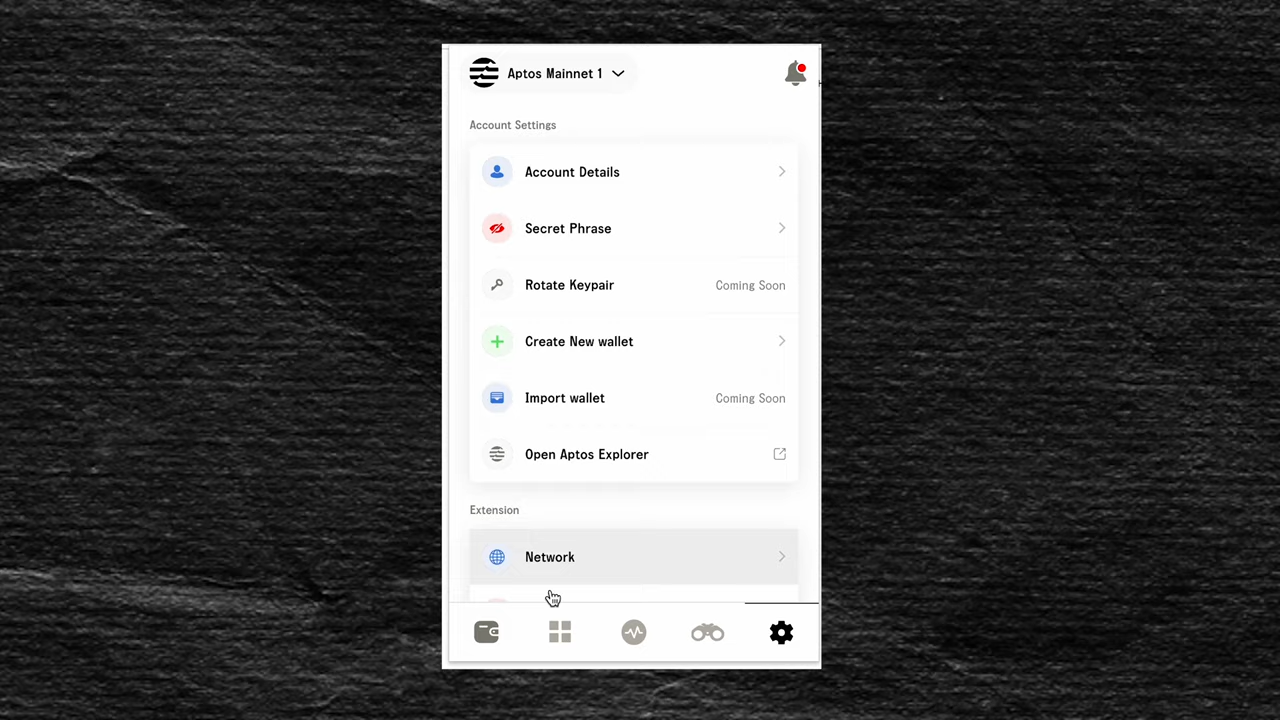 Aptos Mainnet 1
Account Settings
Account Details
Secret Phrase
Rotate Keypair Coming Soon
Create New wallet
Import wallet Coming Soon
Open Aptos Explorer
Extension
Network